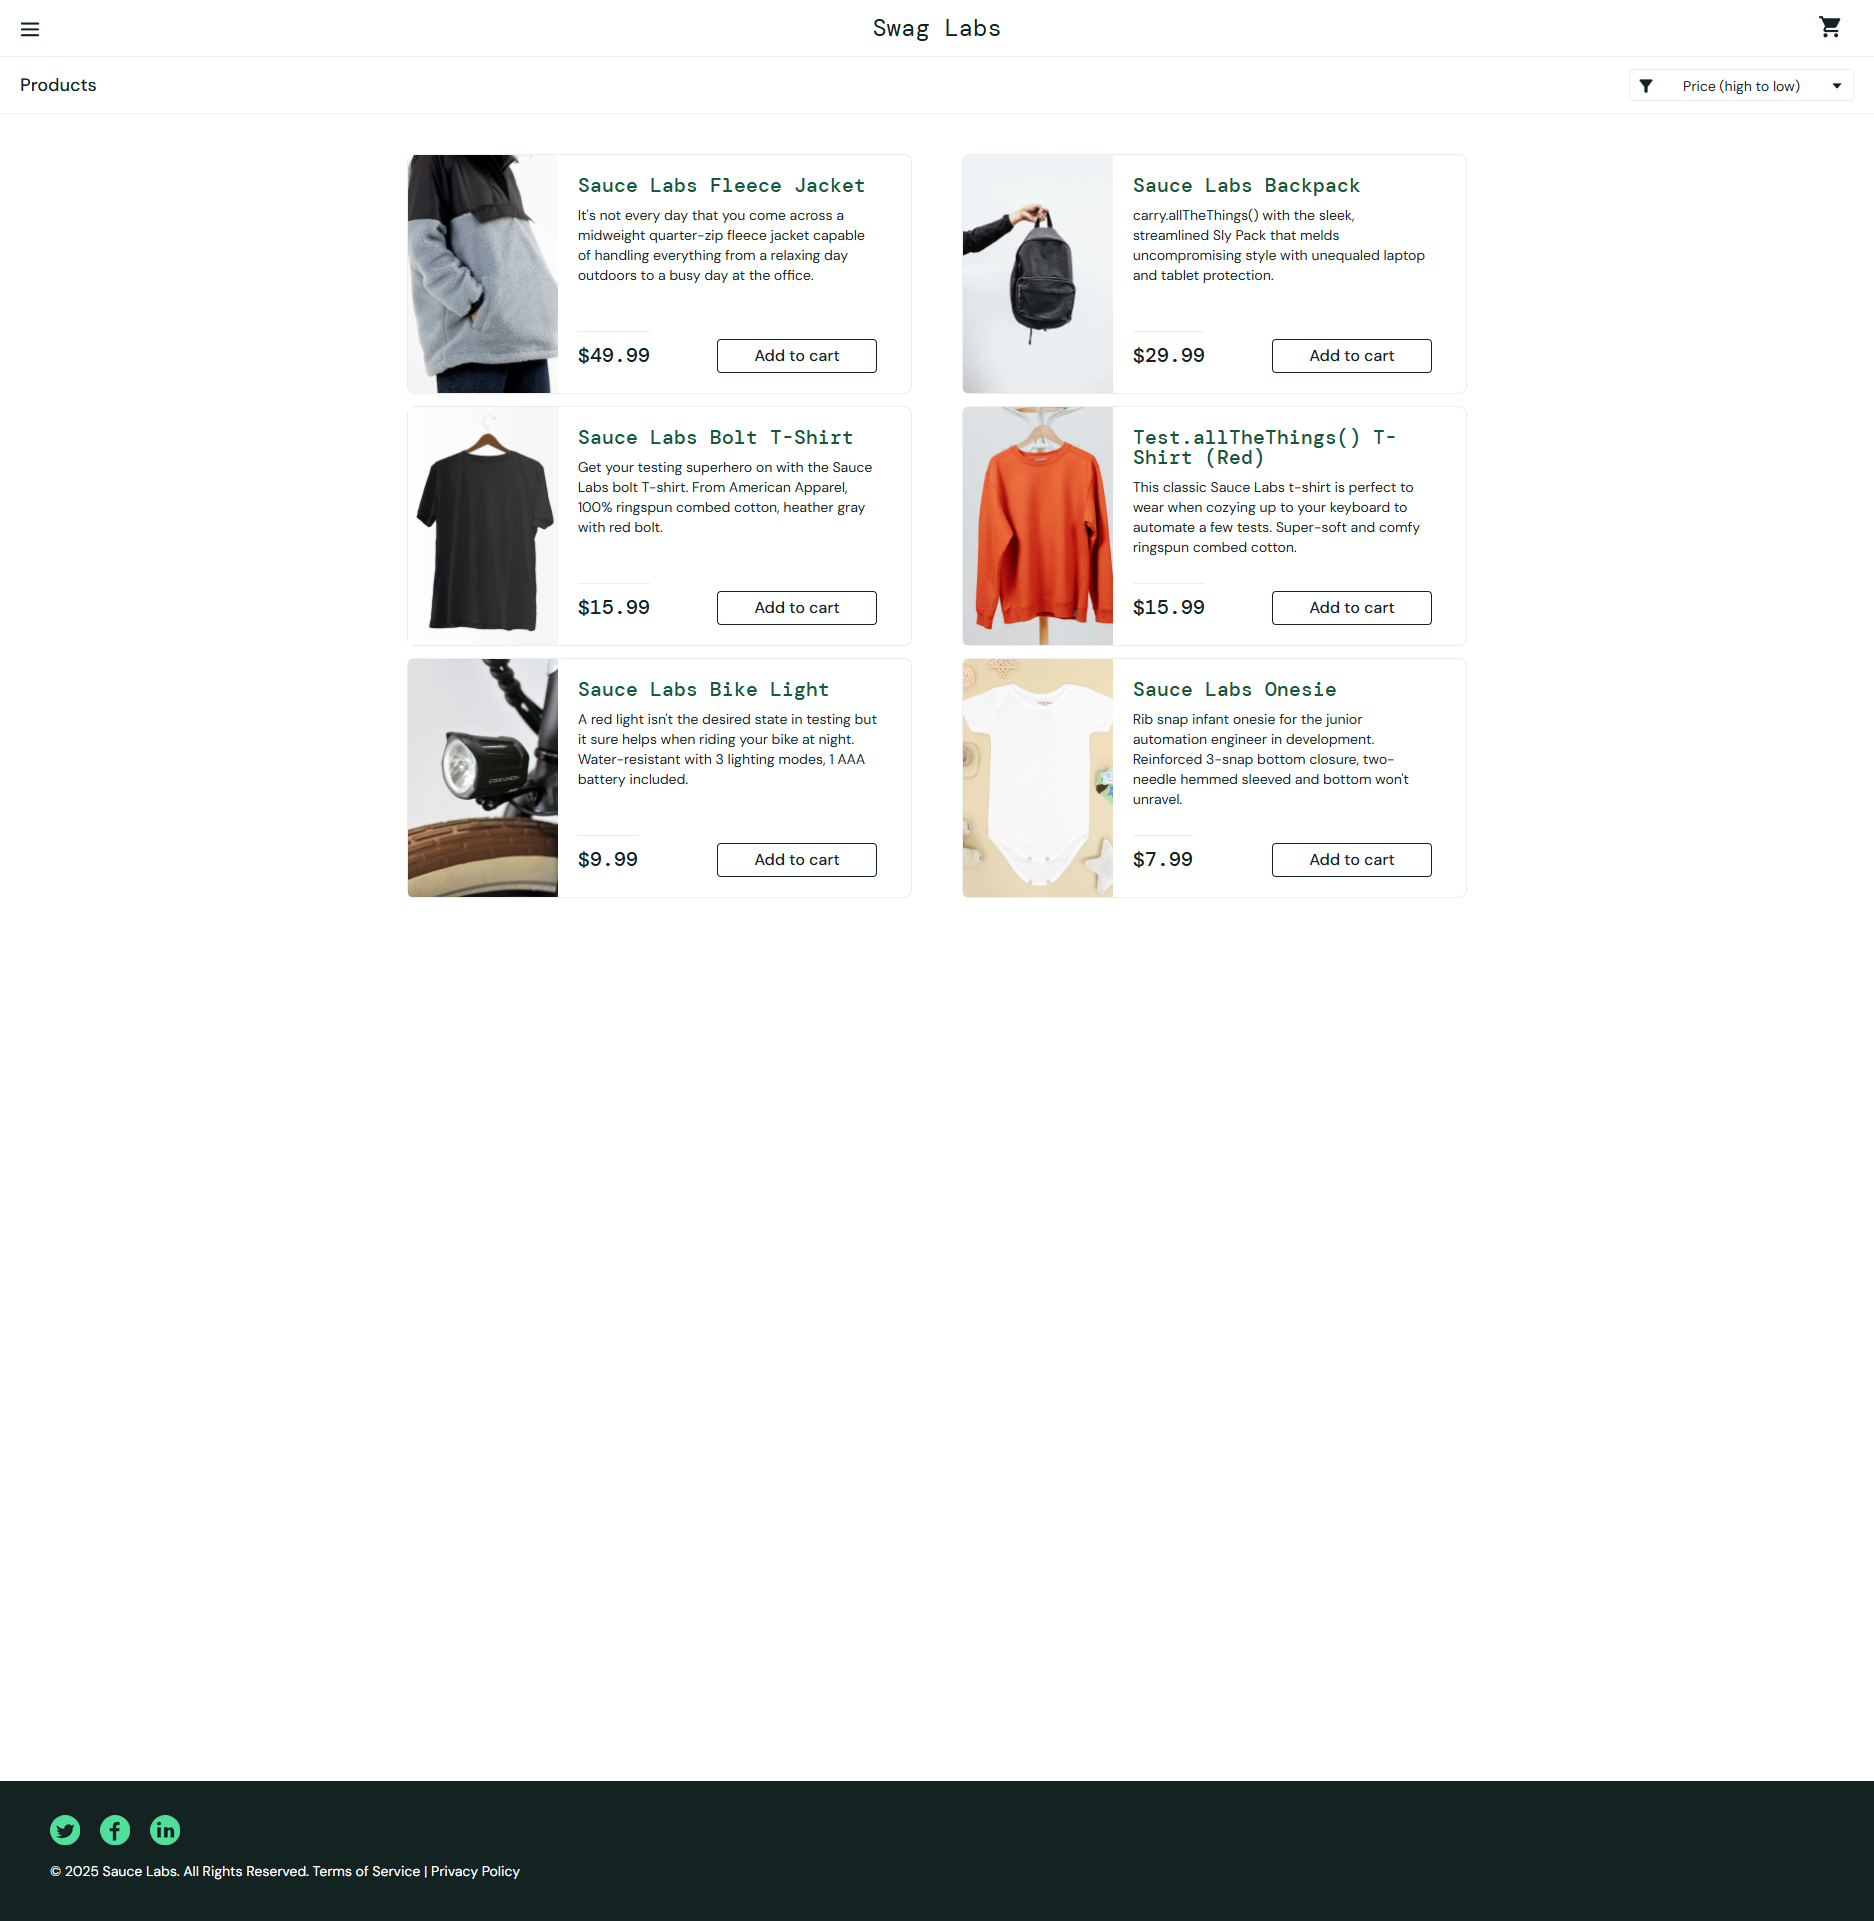 Swag Labs
Products
Price (high to low)
Sauce Labs Fleece Jacket
It's not every day that you come across a
midweight quarter-zip fleece jacket capable
of handling everything from a relaxing day
outdoors to a busy day at the office.
$49.99
Add to cart
Sauce Labs Backpack
carry.allTheThings() with the sleek,
streamlined Sly Pack that melds
uncompromising style with unequaled laptop
and tablet protection.
$29.99
Add to cart
Sauce Labs Bolt T-Shirt
Get your testing superhero on with the Sauce
Labs bolt T-shirt. From American Apparel,
100% ringspun combed cotton, heather gray
with red bolt.
$15.99
Add to cart
Test.allTheThings() T-
Shirt (Red)
This classic Sauce Labs t-shirt is perfect to
wear when cozying up to your keyboard to
automate a few tests. Super-soft and comfy
ringspun combed cotton.
$15.99
Add to cart
Sauce Labs Bike Light
A red light isn't the desired state in testing but
it sure helps when riding your bike at night.
Water-resistant with 3 lighting modes, 1 AAA
battery included.
$9.99
Add to cart
Sauce Labs Onesie
Rib snap infant onesie for the junior
automation engineer in development.
Reinforced 3-snap bottom closure, two-
needle hemmed sleeved and bottom won't
unravel.
$7.99
Add to cart
© 2025 Sauce Labs. All Rights Reserved. Terms of Service | Privacy Policy